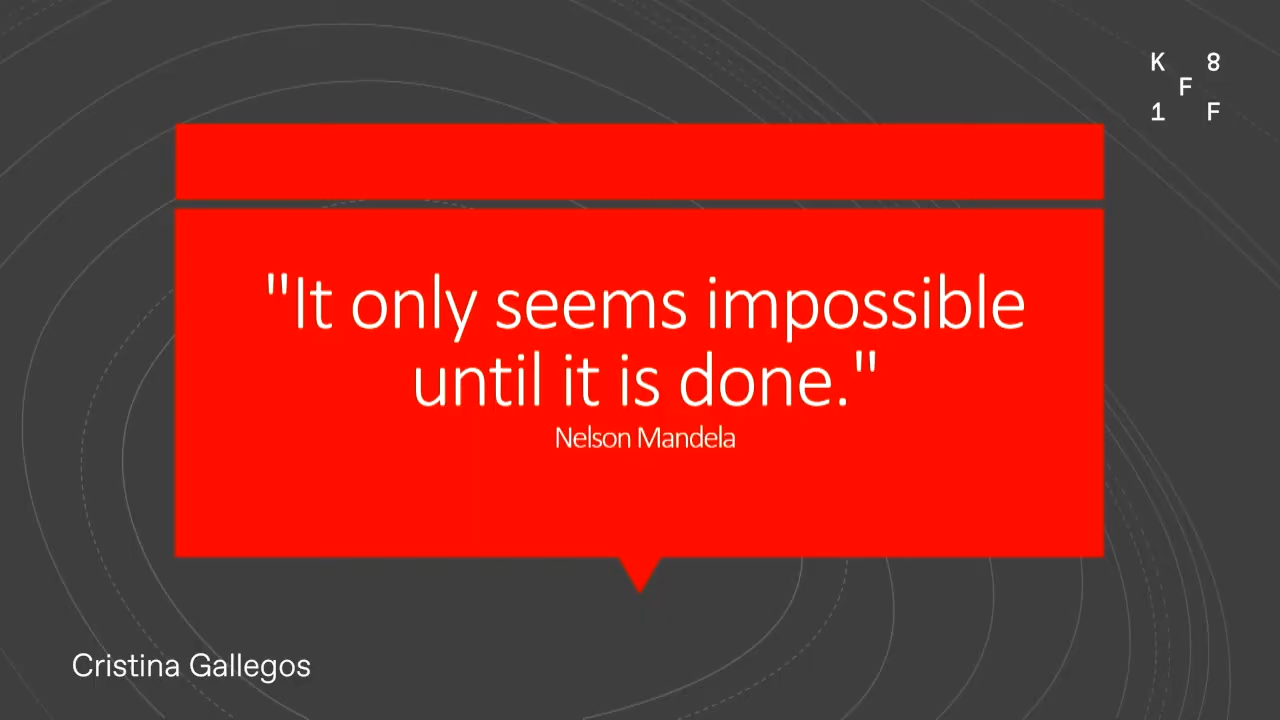 K 8
F
1 F
"It only seems impossible
until it is done."
Nelson Mandela
Cristina Gallegos